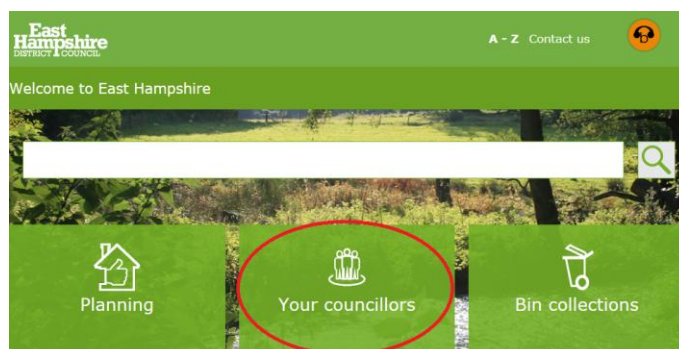 East
Hampshire
DISTRICT COUNCIL
A - Z Contact us
Welcome to East Hampshire
Planning
Your councillors
Bin collections